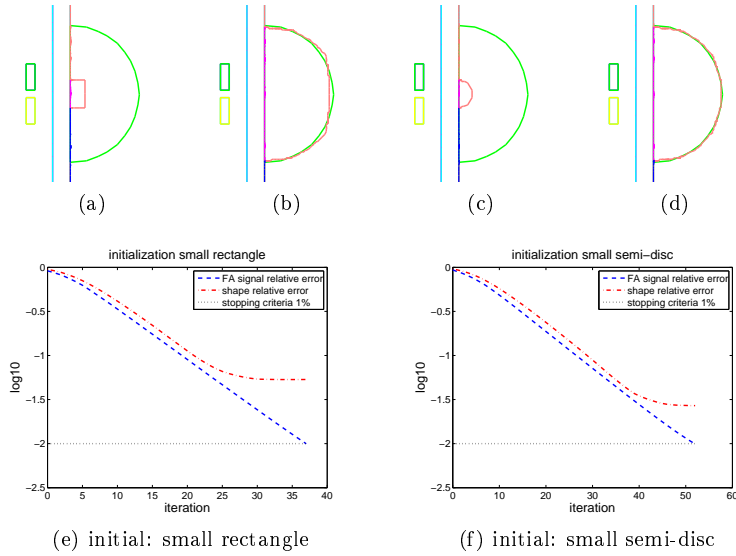 (a)
(b)
(c)
(d)
initialization small rectangle
0
−0.5
−1
−1.5
−2
−2.5
log10
0 5 10 15 20 25 30 35 40
iteration
FA signal relative error
shape relative error
stopping criteria 1%
(e) initial: small rectangle
initialization small semi−disc
0
−0.5
−1
−1.5
−2
−2.5
log10
0 10 20 30 40 50 60
iteration
FA signal relative error
shape relative error
stopping criteria 1%
(f) initial: small semi-disc